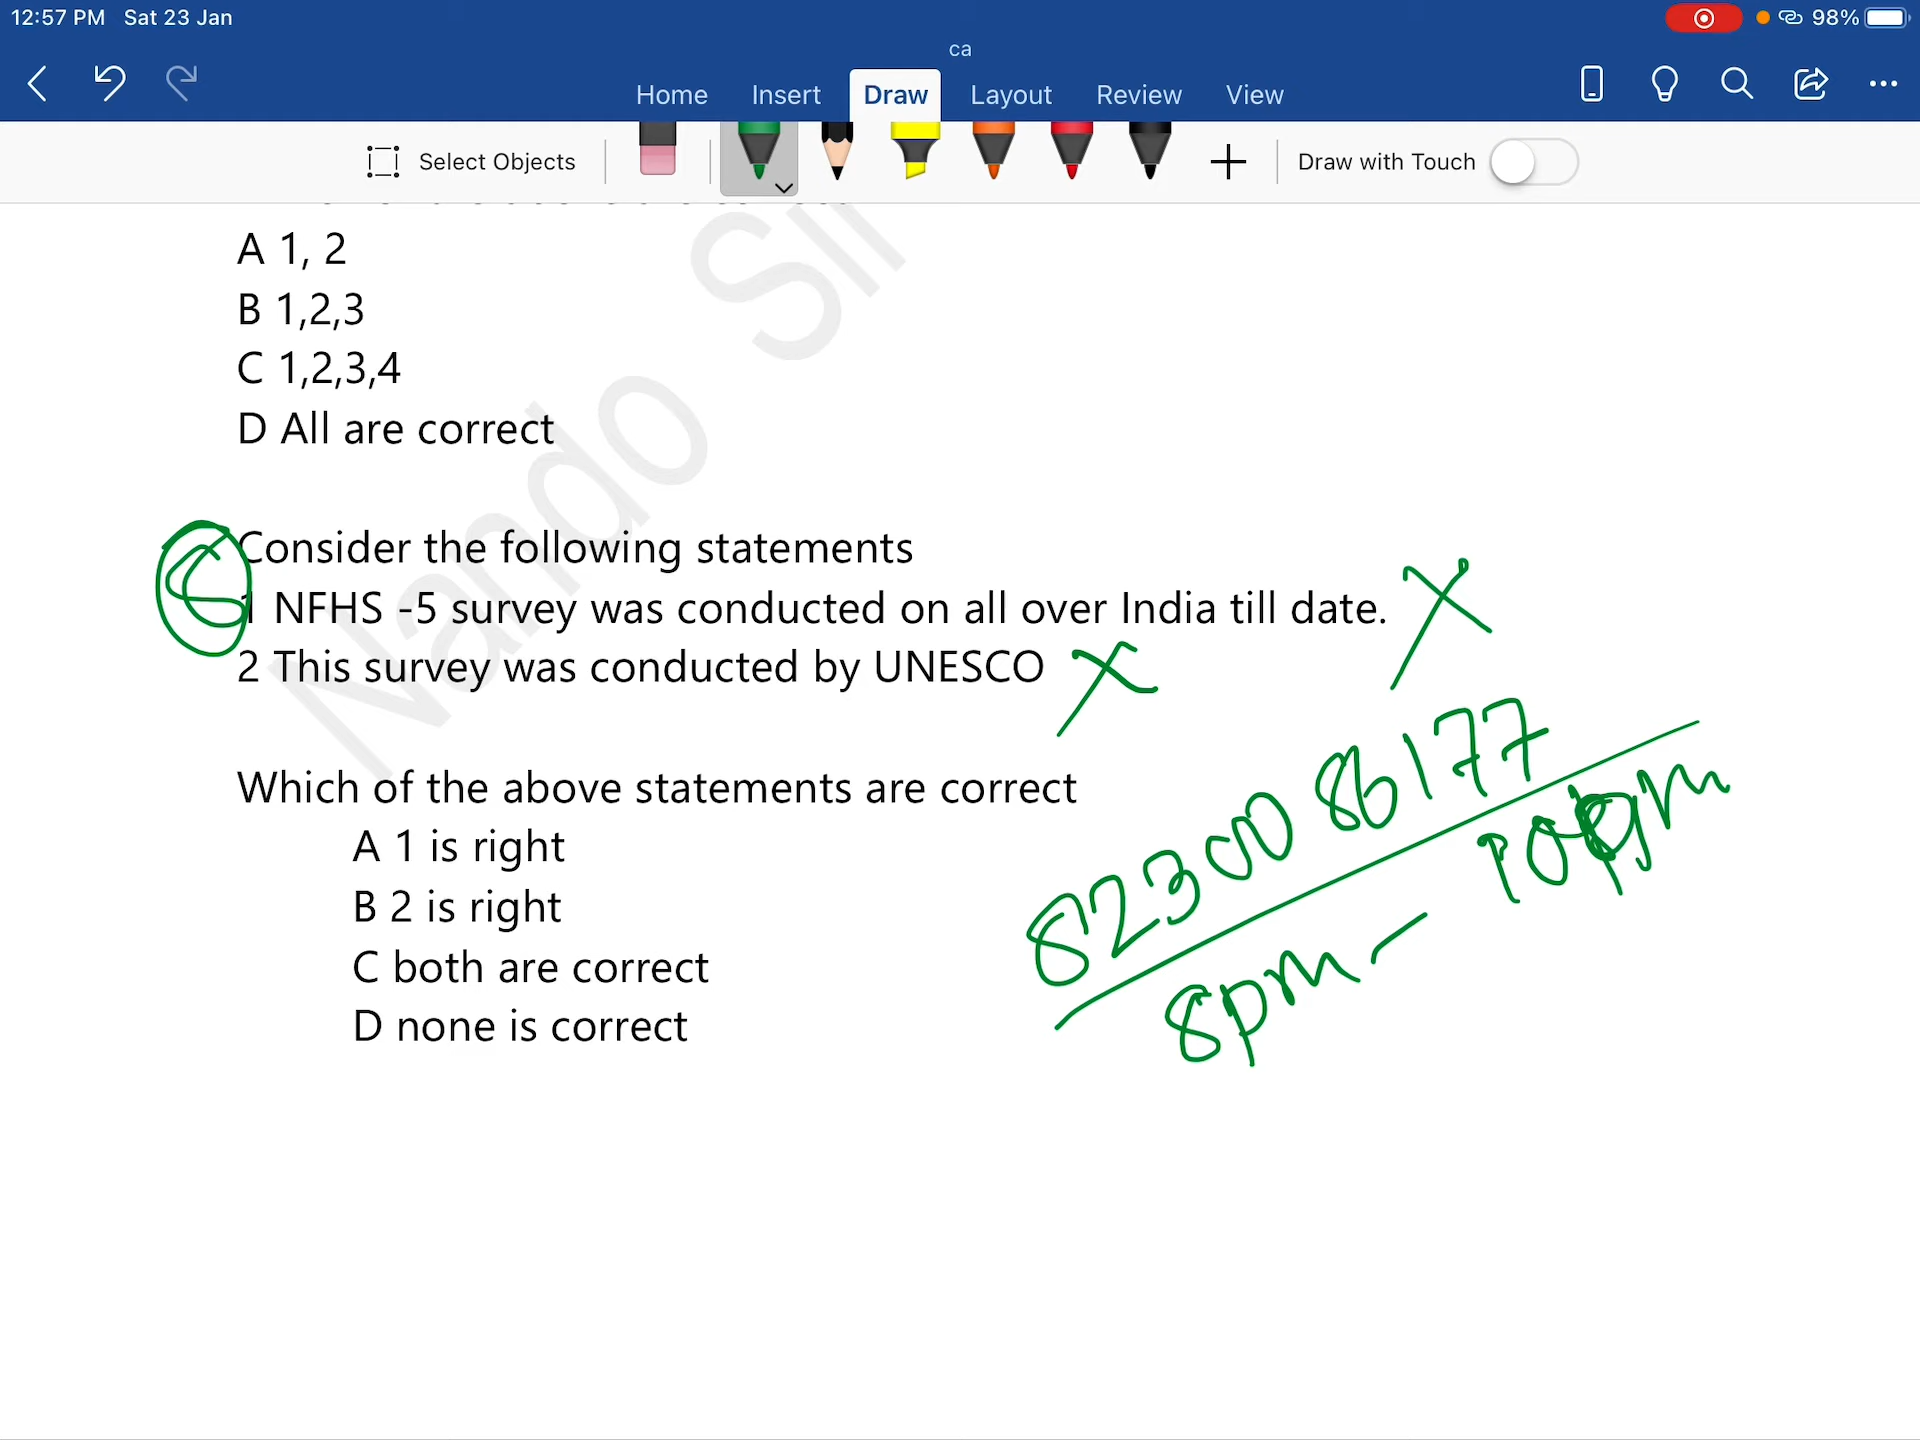 12:57 PM Sat 23 Jan
98%
ca
Home Insert Draw Layout Review View
Select Objects
Draw with Touch
A 1, 2
B 1,2,3
C 1,2,3,4
D All are correct
Consider the following statements
1 NFHS -5 survey was conducted on all over India till date.
2 This survey was conducted by UNESCO
Which of the above statements are correct
A 1 is right
B 2 is right
C both are correct
D none is correct
82300 86177
8pm - 10pm
Nando